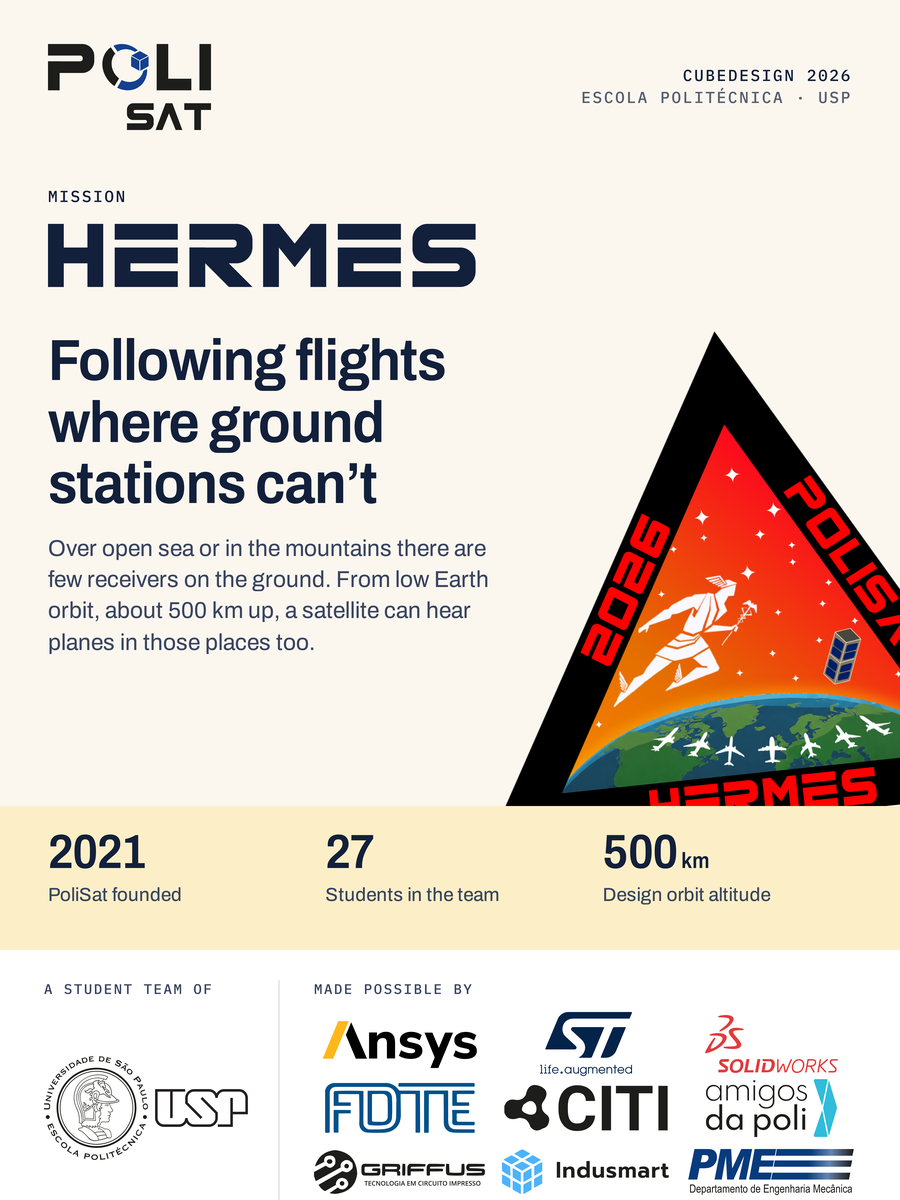 POLI
SAT
CUBEDESIGN 2026
ESCOLA POLITÉCNICA · USP
MISSION
HERMES
Following flights
where ground
stations can’t
Over open sea or in the mountains there are
few receivers on the ground. From low Earth
orbit, about 500 km up, a satellite can hear
planes in those places too.
2026
POLISA
HERMES
2021
PoliSat founded
27
Students in the team
500 km
Design orbit altitude
A STUDENT TEAM OF
UNIVERSIDADE DE SÃO PAULO
ESCOLA POLITÉCNICA
USP
MADE POSSIBLE BY
Ansys
ST
life.augmented
3DS
SOLIDWORKS
FDTE
CITI
amigos
da poli
GRIFFUS
TECNOLOGIA EM CIRCUITO IMPRESSO
Indusmart
PME
Departamento de Engenharia Mecânica